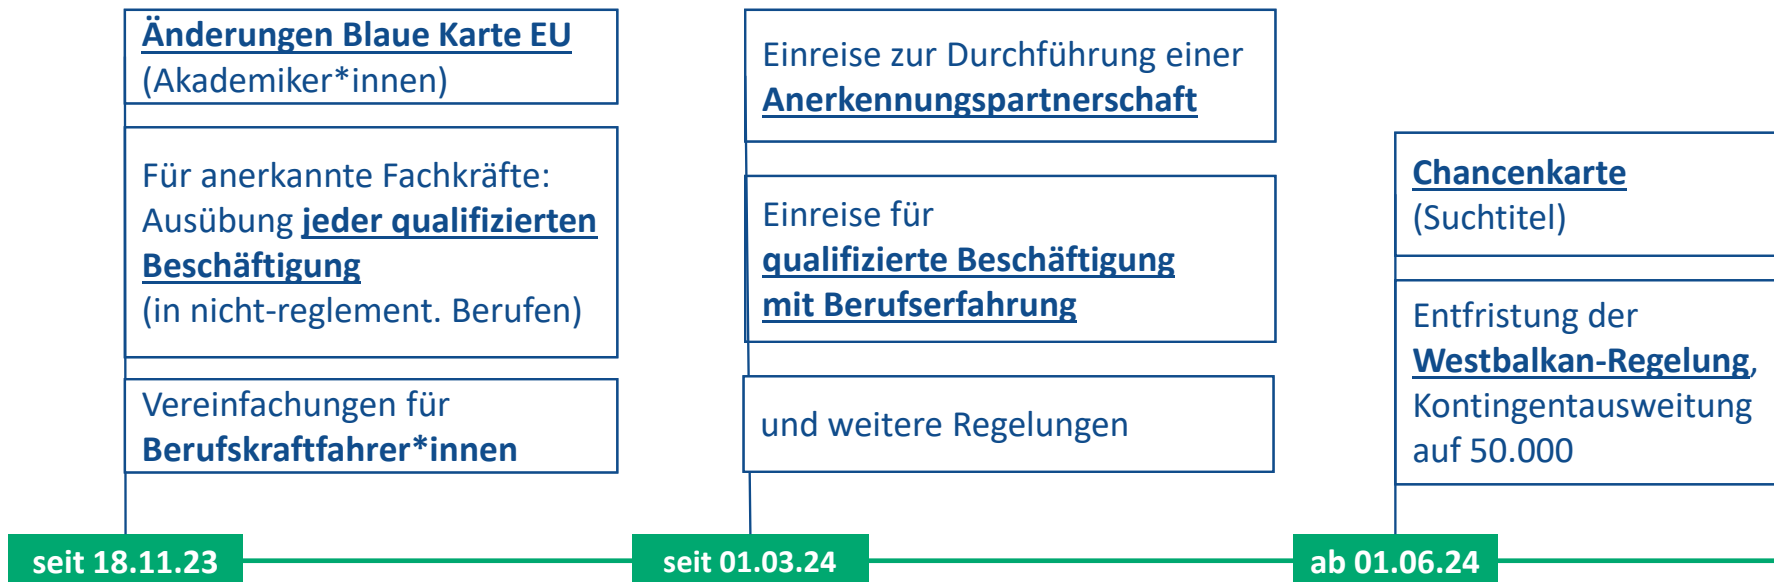 Änderungen Blaue Karte EU
(Akademiker*innen)
Für anerkannte Fachkräfte:
Ausübung jeder qualifizierten
Beschäftigung
(in nicht-reglement. Berufen)
Vereinfachungen für
Berufskraftfahrer*innen
seit 18.11.23
Einreise zur Durchführung einer
Anerkennungspartnerschaft
Einreise für
qualifizierte Beschäftigung
mit Berufserfahrung
und weitere Regelungen
seit 01.03.24
Chancenkarte
(Suchtitel)
Entfristung der
Westbalkan-Regelung,
Kontingentausweitung
auf 50.000
ab 01.06.24